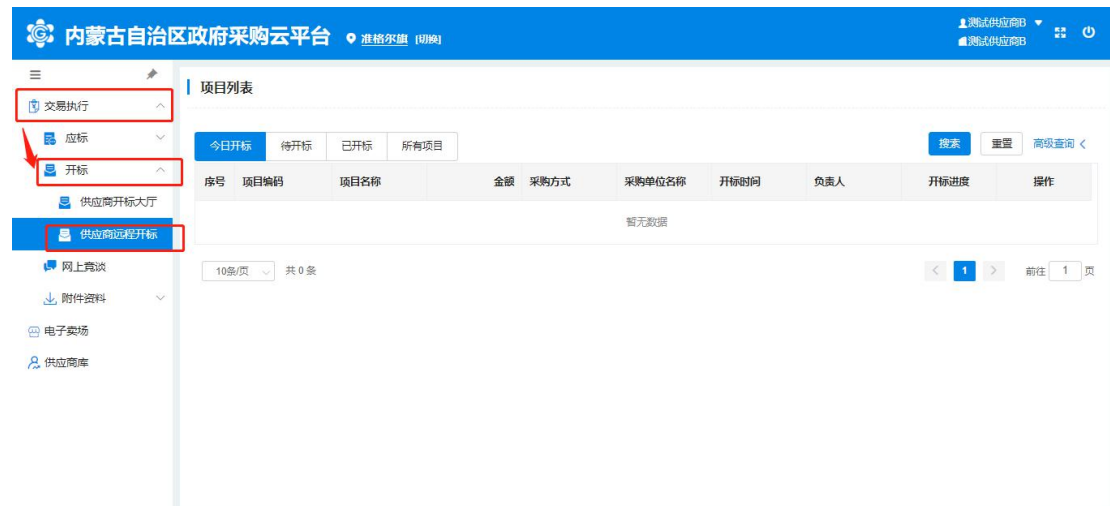 内蒙古自治区政府采购云平台 准格尔旗 [切换]
测试供应商B
测试供应商B
交易执行
应标
开标
供应商开标大厅
供应商远程开标
网上竞谈
附件资料
电子卖场
供应商库
项目列表
今日开标 待开标 已开标 所有项目 搜索 重置 高级查询
序号 项目编码 项目名称 金额 采购方式 采购单位名称 开标时间 负责人 开标进度 操作
暂无数据
10条/页 共 0 条 1 前往 1 页